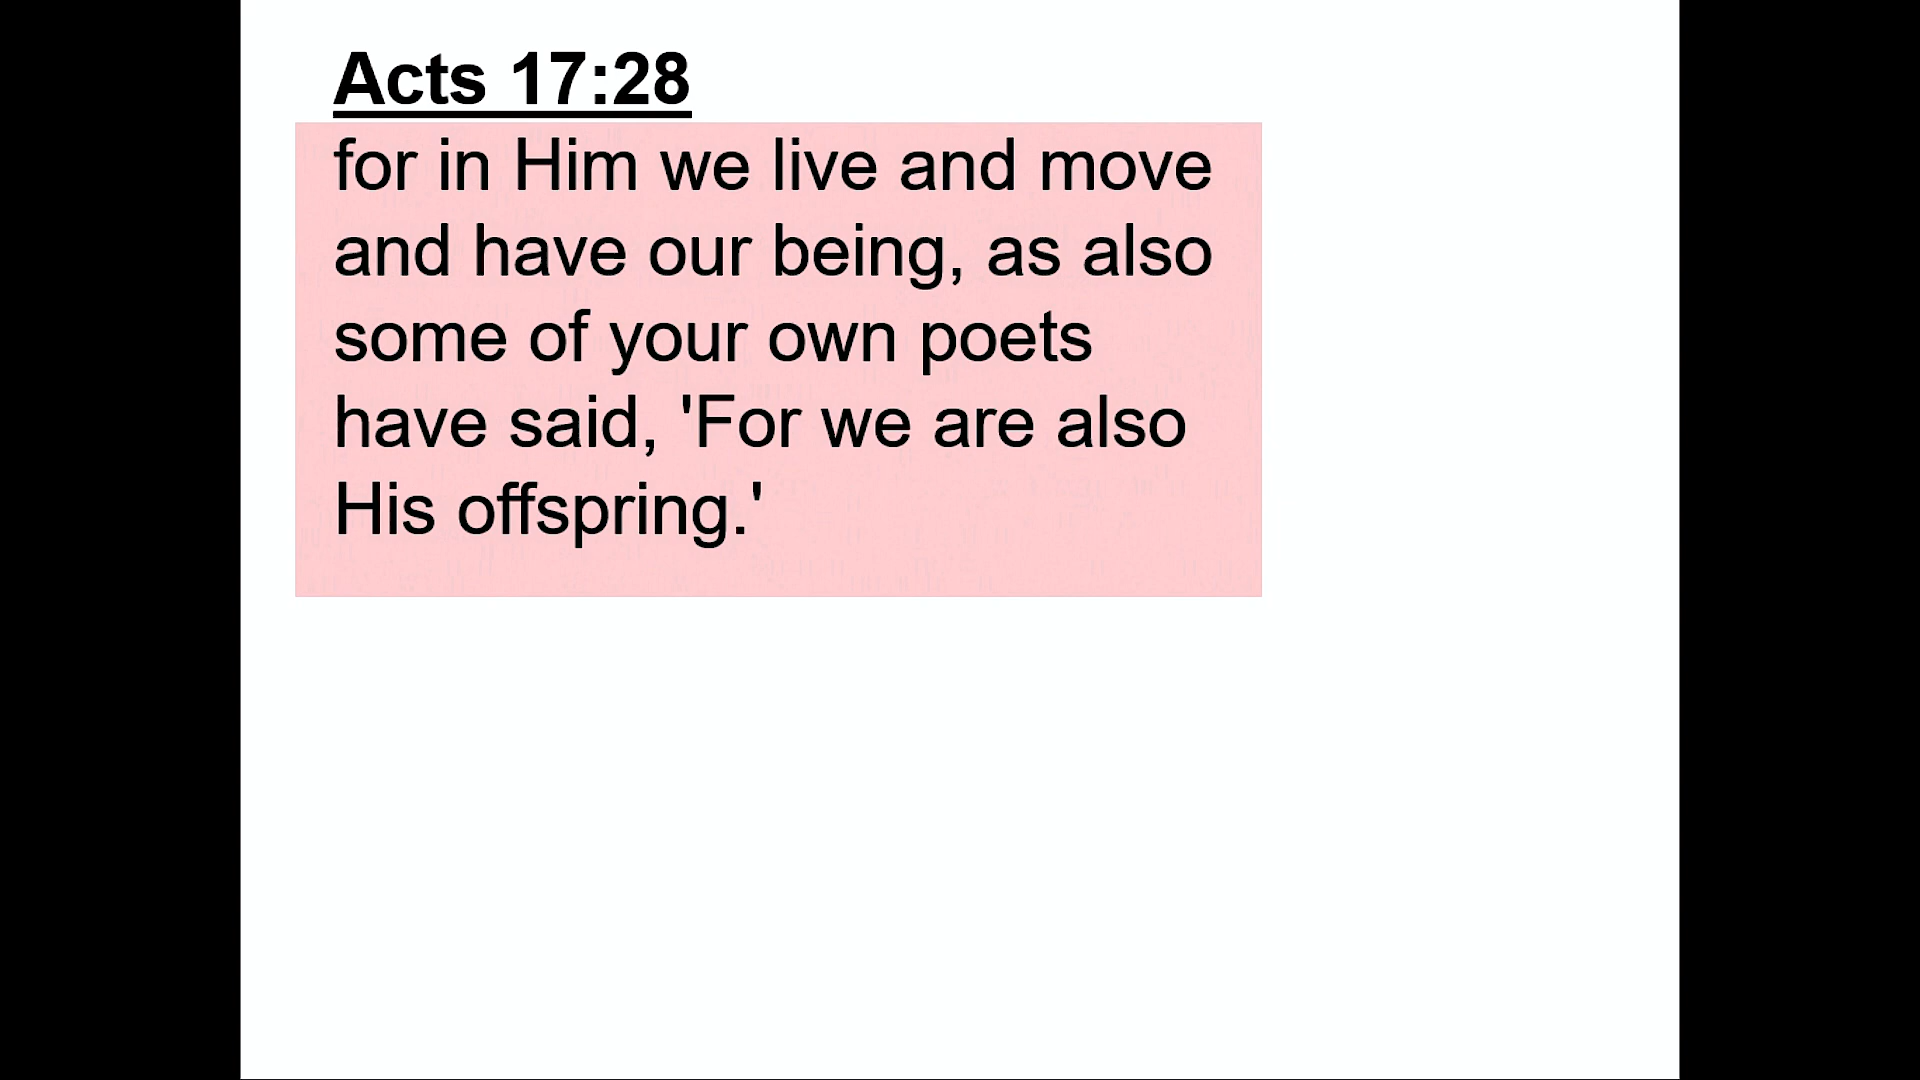 Acts 17:28
for in Him we live and move
and have our being, as also
some of your own poets
have said, 'For we are also
His offspring.'